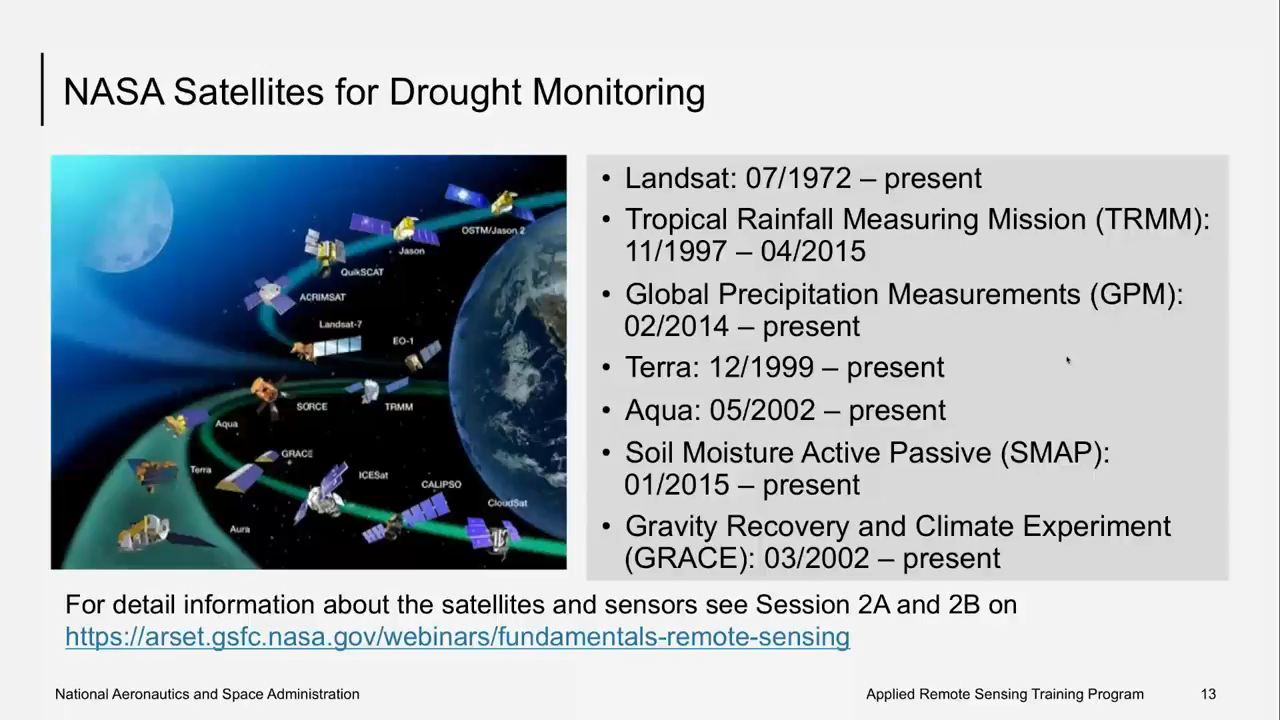 NASA Satellites for Drought Monitoring
OSTM/Jason 2
Jason
QuikSCAT
ACRIMSAT
Landsat-7
EO-1
SORCE
TRMM
Aqua
GRACE
Terra
ICESat
CALIPSO
CloudSat
Aura
• Landsat: 07/1972 – present
• Tropical Rainfall Measuring Mission (TRMM):
11/1997 – 04/2015
• Global Precipitation Measurements (GPM):
02/2014 – present
• Terra: 12/1999 – present
• Aqua: 05/2002 – present
• Soil Moisture Active Passive (SMAP):
01/2015 – present
• Gravity Recovery and Climate Experiment
(GRACE): 03/2002 – present
For detail information about the satellites and sensors see Session 2A and 2B on
https://arset.gsfc.nasa.gov/webinars/fundamentals-remote-sensing
National Aeronautics and Space Administration
Applied Remote Sensing Training Program
13